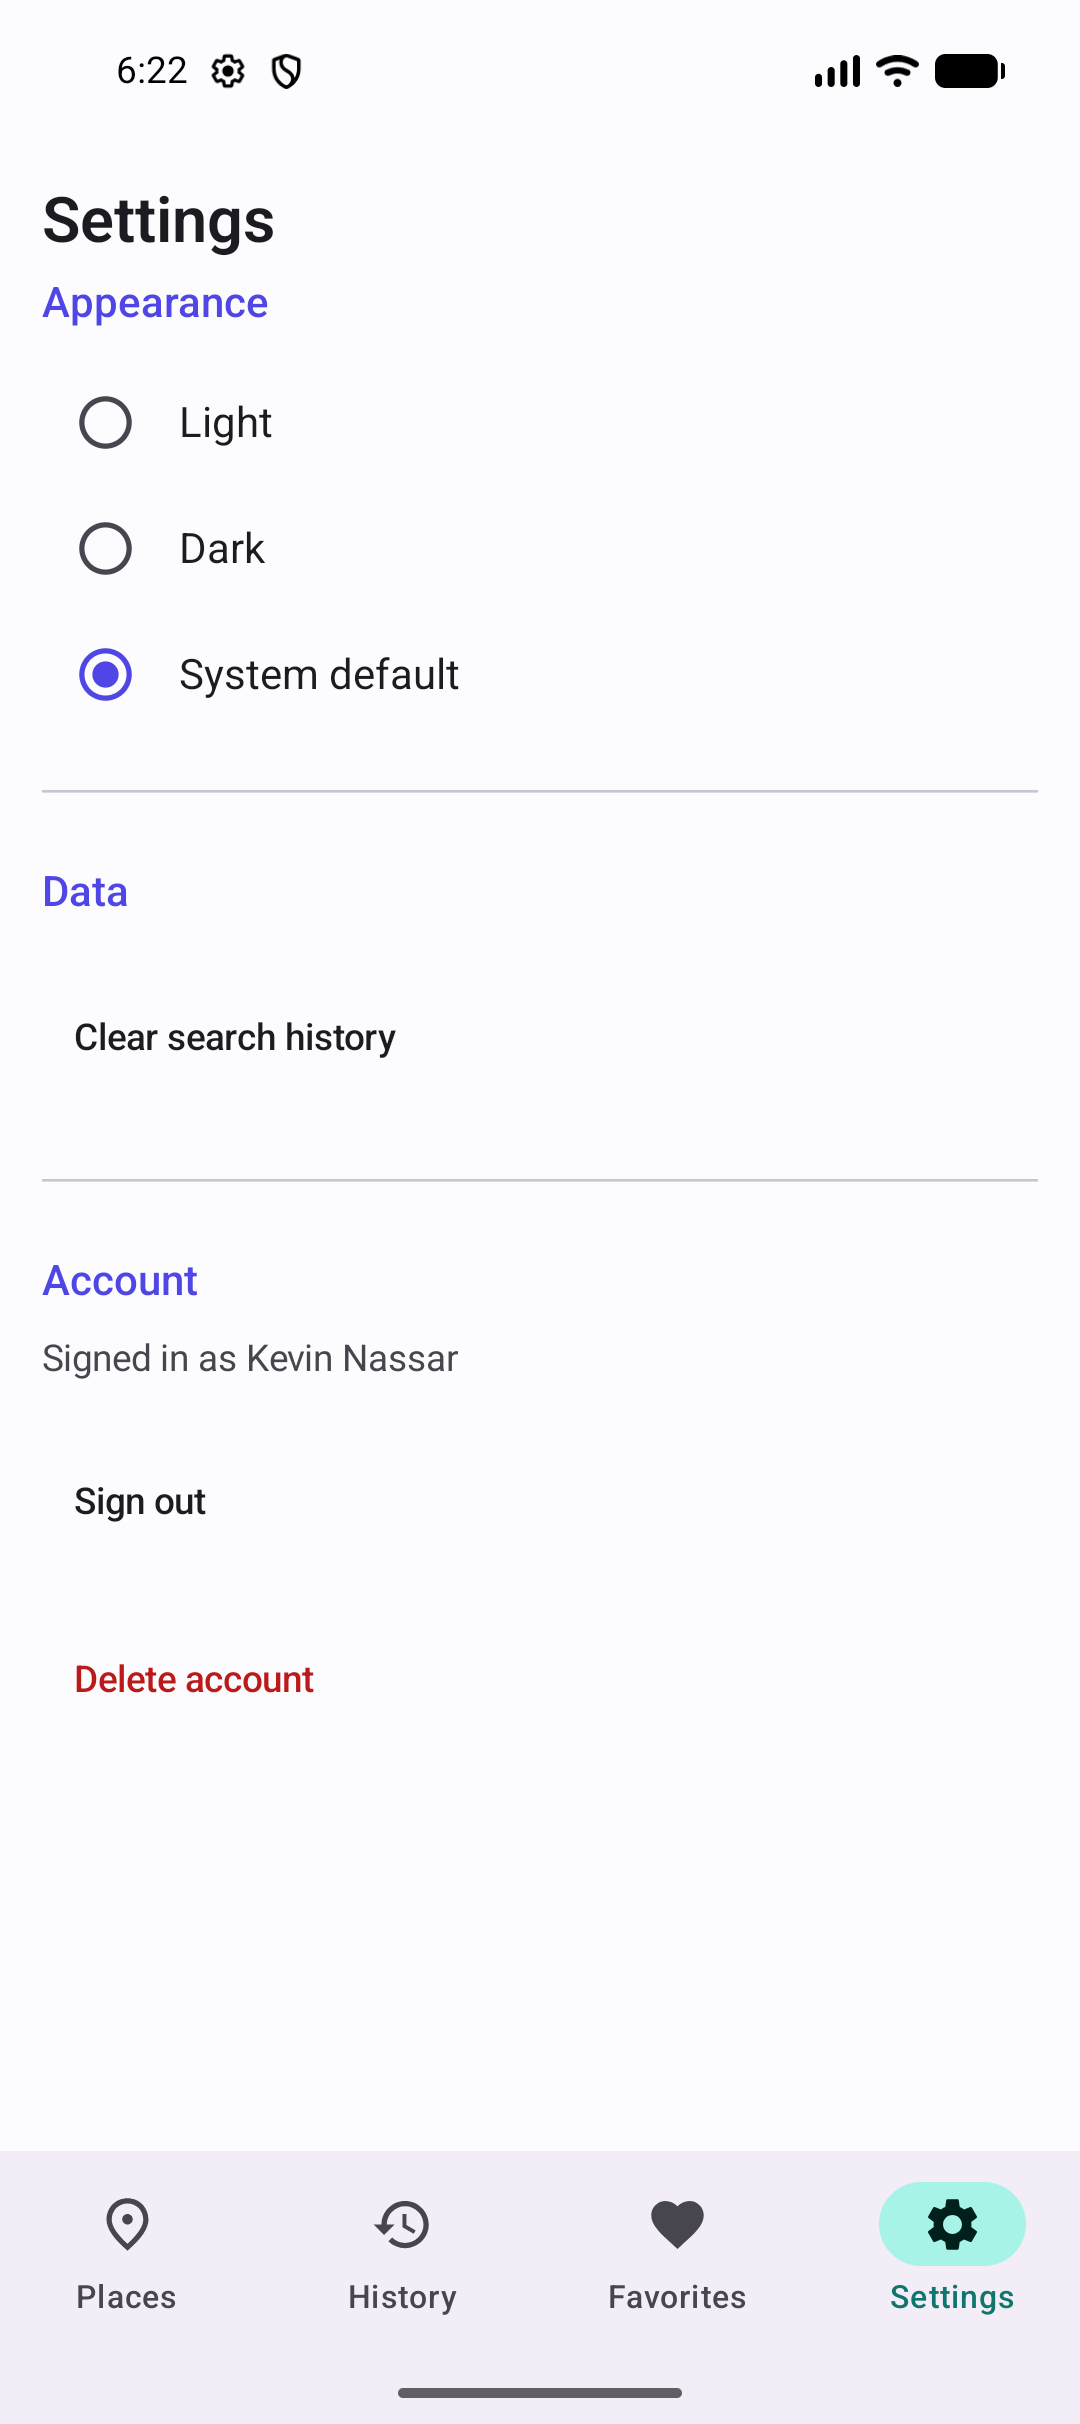 6:22
Settings
Appearance
Light
Dark
System default
Data
Clear search history
Account
Signed in as Kevin Nassar
Sign out
Delete account
Places
History
Favorites
Settings